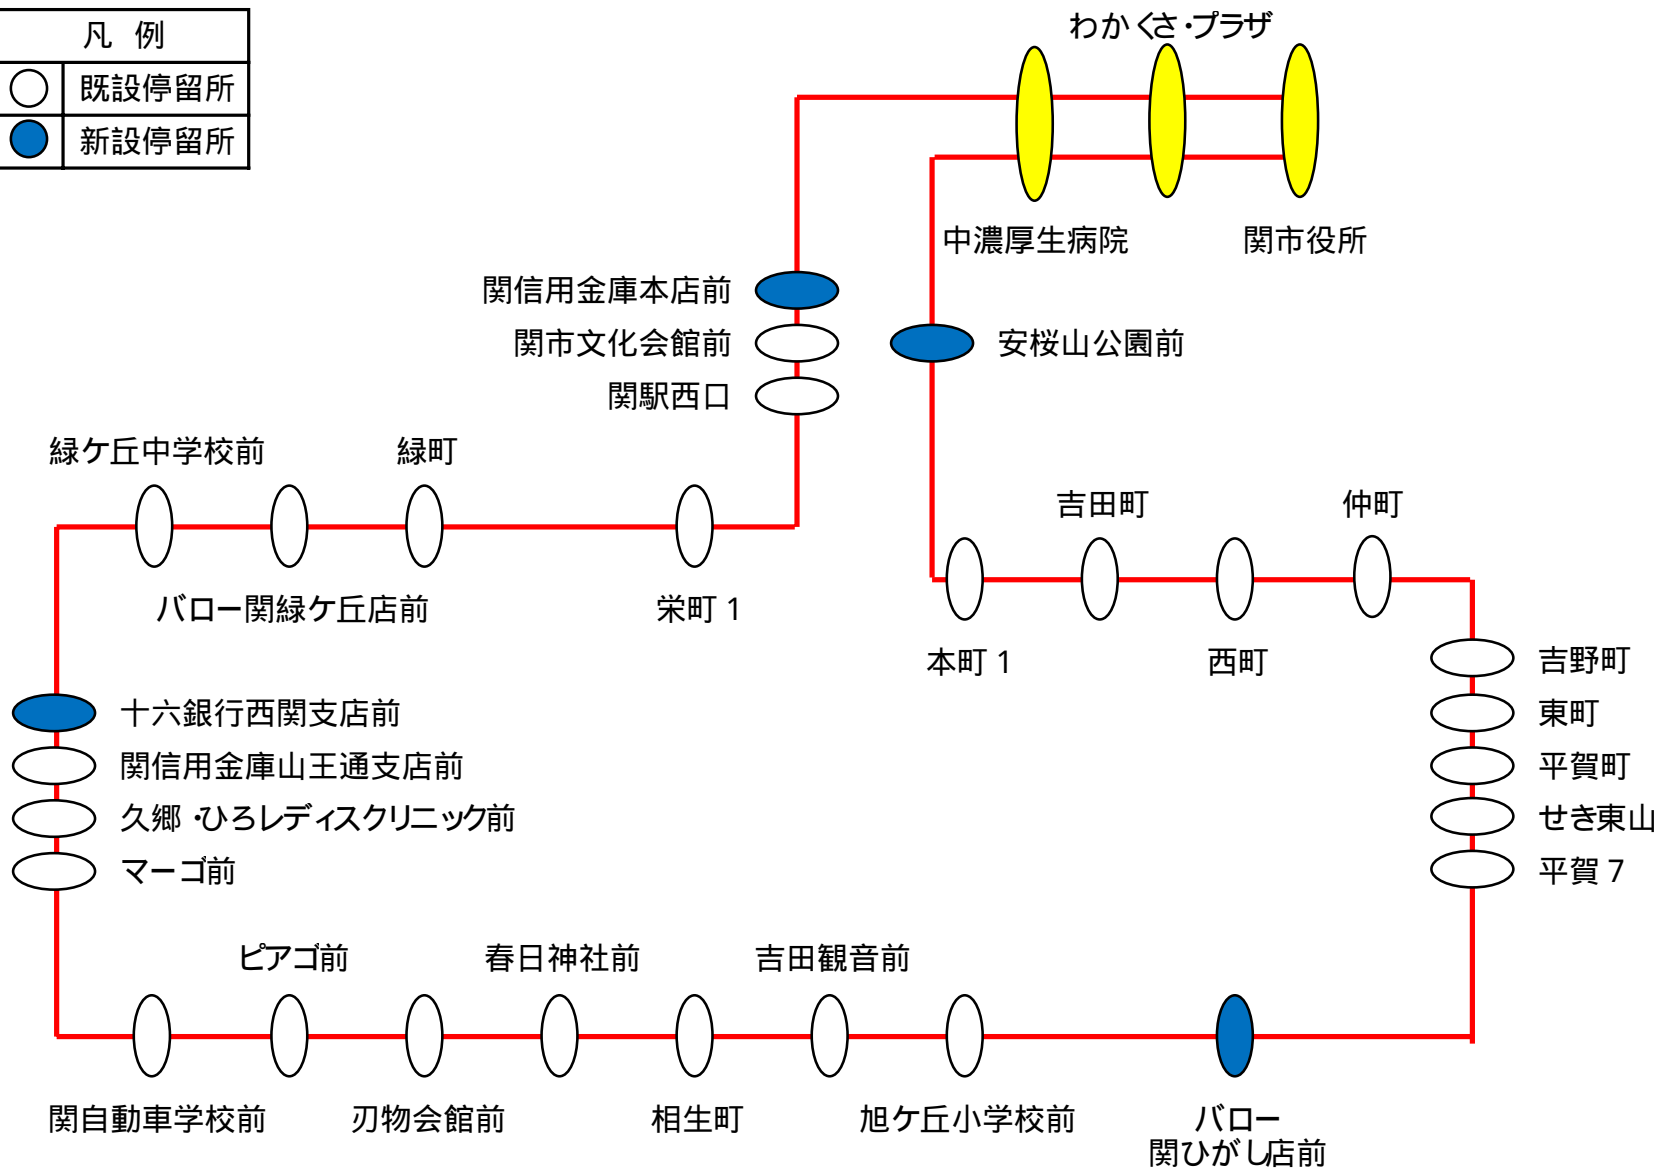 凡 例
既設停留所
新設停留所
わかくさ・プラザ
中濃厚生病院
関市役所
関信用金庫本店前
関市文化会館前
関駅西口
安桜山公園前
緑ケ丘中学校前
緑町
バロー関緑ケ丘店前
栄町 1
吉田町
仲町
本町 1
西町
吉野町
東町
平賀町
せき東山
平賀 7
十六銀行西関支店前
関信用金庫山王通支店前
久郷・ひろレディスクリニック前
マーゴ前
ピアゴ前
春日神社前
吉田観音前
関自動車学校前
刃物会館前
相生町
旭ケ丘小学校前
バロー
関ひがし店前